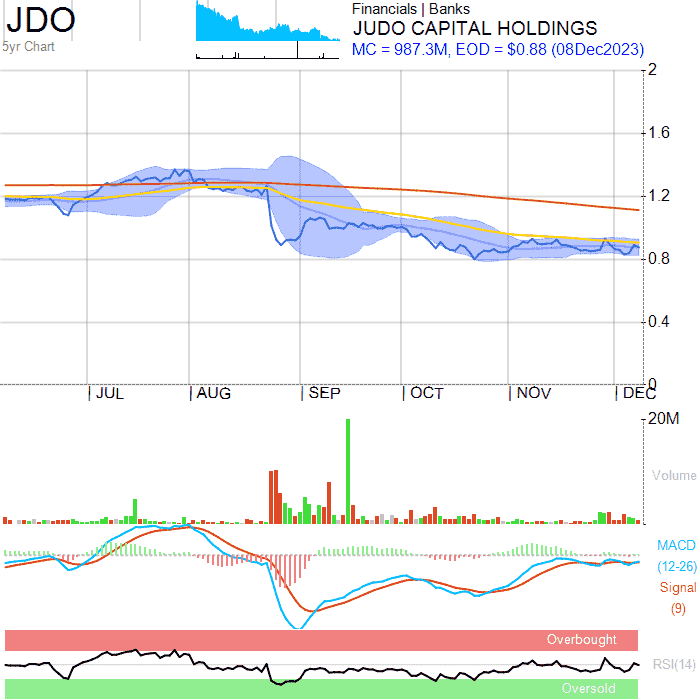 JDO
5yr Chart
Financials | Banks
JUDO CAPITAL HOLDINGS
MC = 987.3M, EOD = $0.88 (08Dec2023)
2
1.6
1.2
0.8
0.4
0
JUL AUG SEP OCT NOV DEC
20M
Volume
MACD
(12-26)
Signal
(9)
Overbought
RSI(14)
Oversold